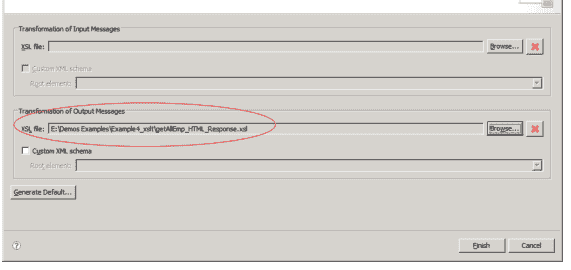 Transformation of Input Messages
XSL file:
Browse...
Custom XML schema
Root element:
Transformation of Output Messages
XSL file: E:\Demos Examples\Example4_xslt\getAllEmp_HTML_Response.xsl
Browse...
Custom XML schema
Root element:
Generate Default...
?
Finish Cancel